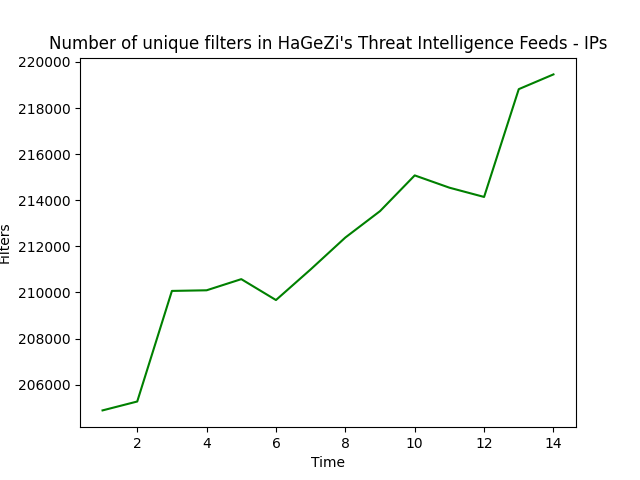 Number of unique filters in HaGeZi's Threat Intelligence Feeds - IPs
220000
218000
216000
214000
212000
210000
208000
206000
Filters
2 4 6 8 10 12 14
Time